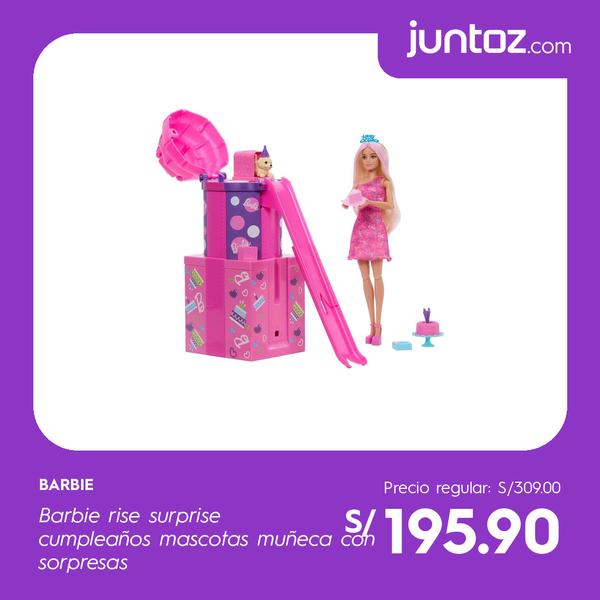 juntoz.com
BARBIE
Precio regular: S/309.00
Barbie rise surprise
cumpleaños mascotas muñeca con
sorpresas
S/195.90